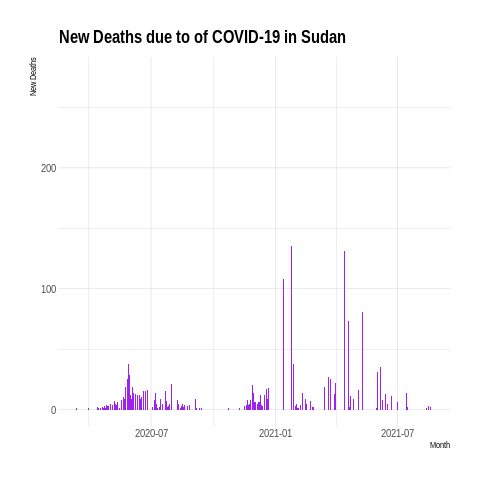 New Deaths due to of COVID-19 in Sudan
New Deaths
200
100
0
2020-07
2021-01
2021-07
Month